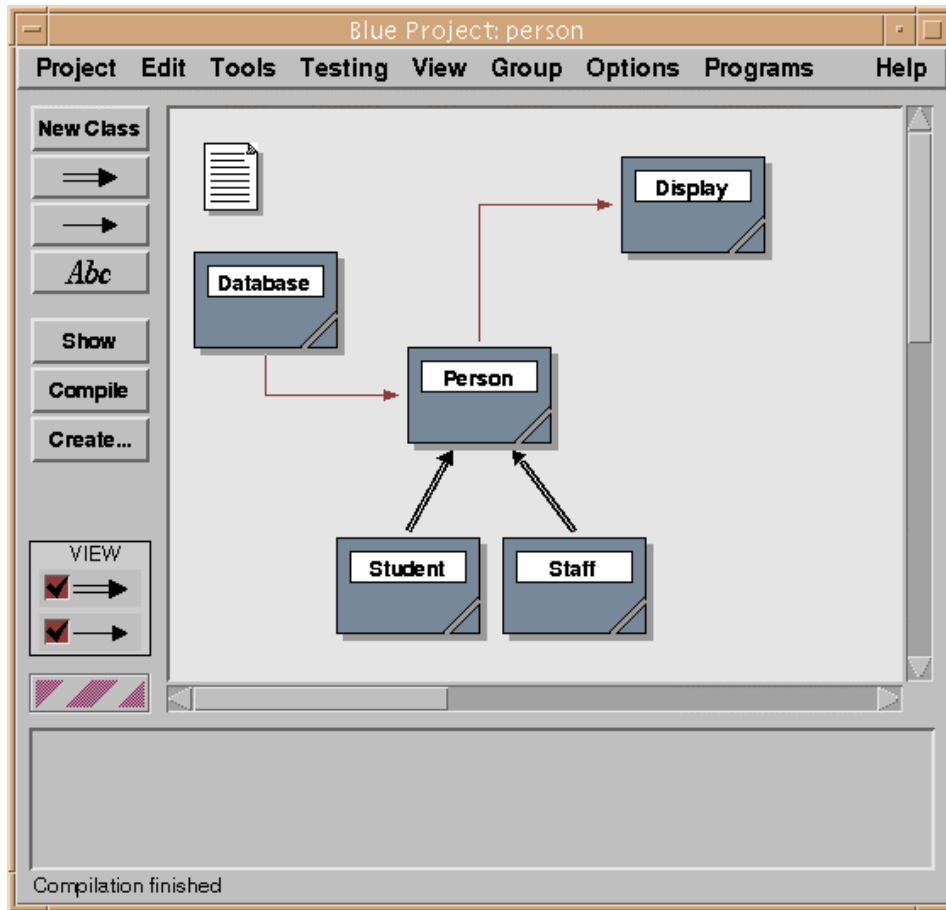 Blue Project: person
Project Edit Tools Testing View Group Options Programs Help
New Class
Abc
Show
Compile
Create...
VIEW
Display
Database
Person
Student
Staff
Compilation finished